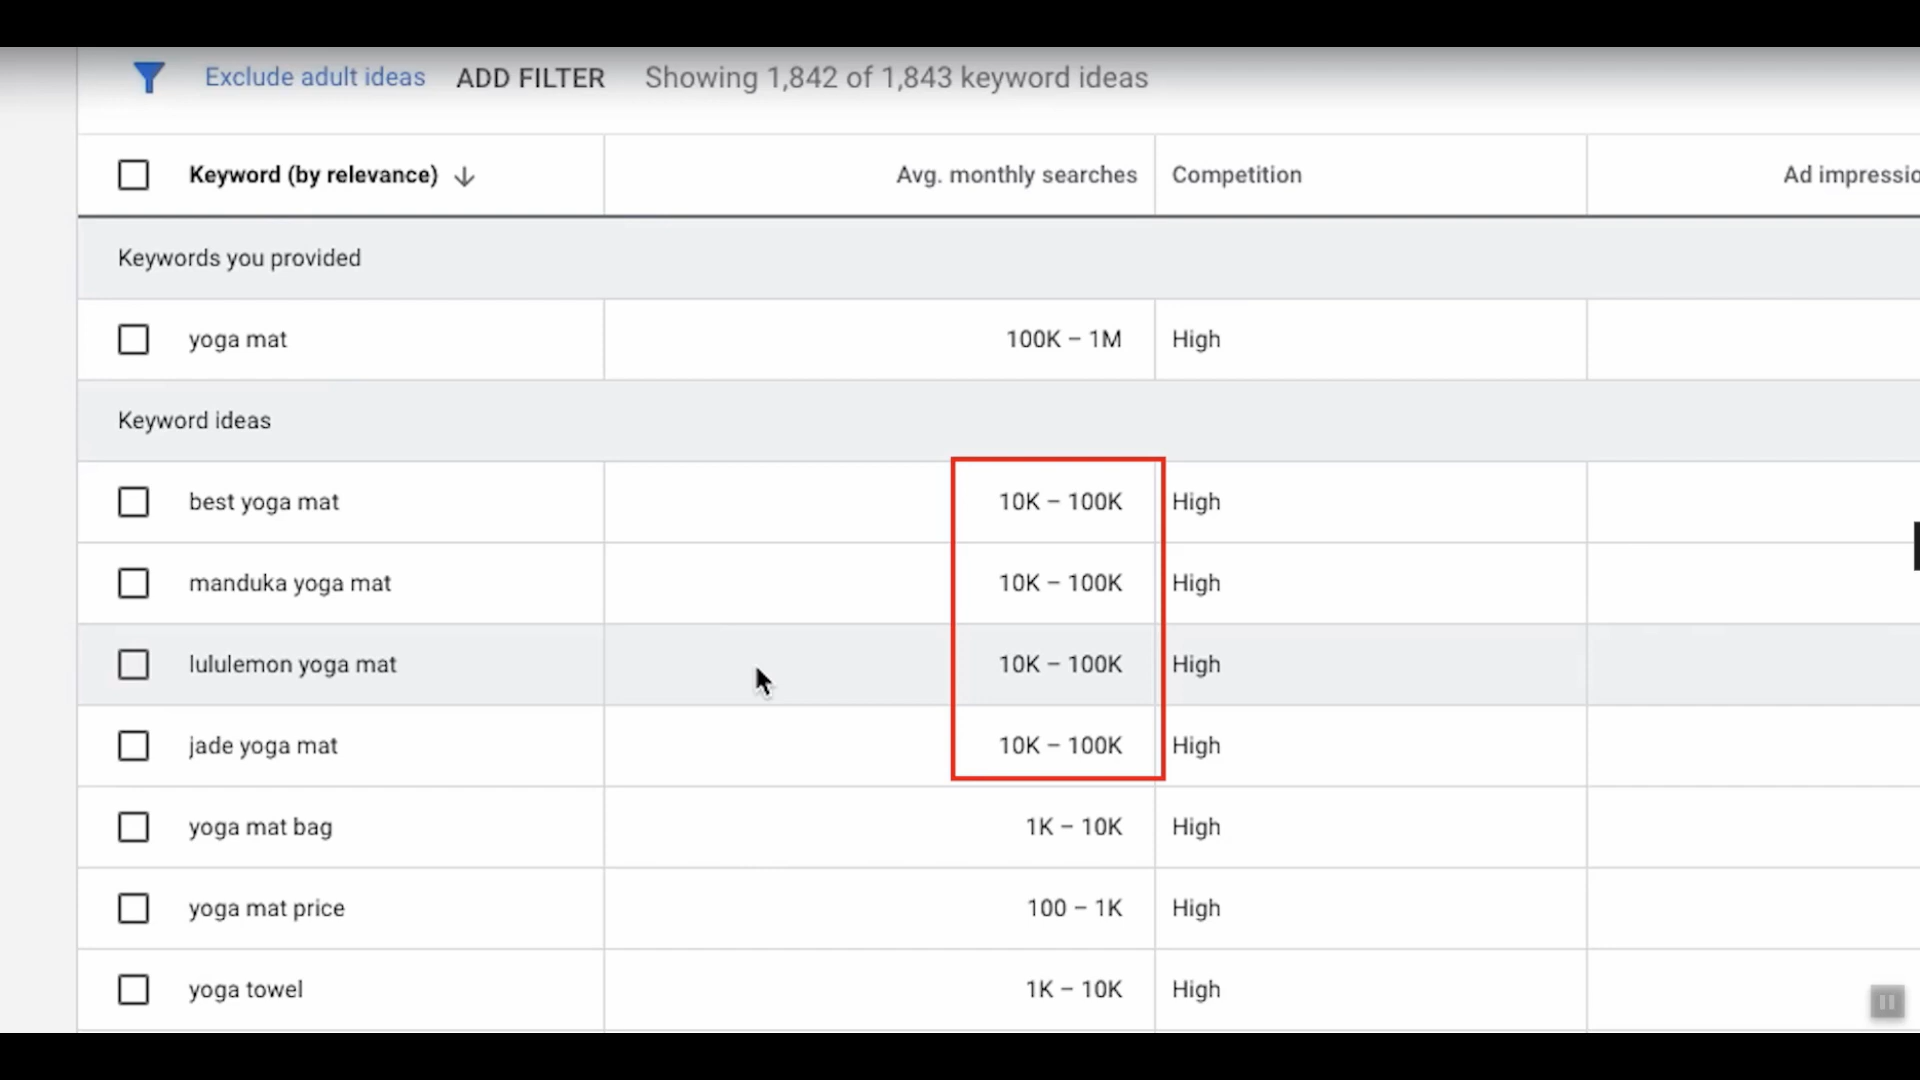 Exclude adult ideas ADD FILTER Showing 1,842 of 1,843 keyword ideas
Keyword (by relevance) Avg. monthly searches Competition Ad impressio
Keywords you provided
yoga mat 100K – 1M High
Keyword ideas
best yoga mat 10K – 100K High
manduka yoga mat 10K – 100K High
lululemon yoga mat 10K – 100K High
jade yoga mat 10K – 100K High
yoga mat bag 1K – 10K High
yoga mat price 100 – 1K High
yoga towel 1K – 10K High